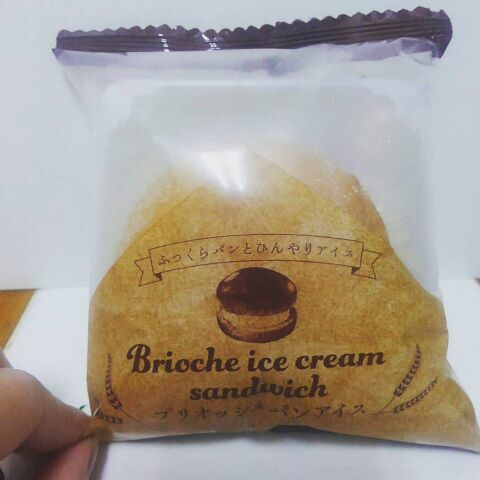 ふっくらパンとひんやりアイス
Brioche ice cream
sandwich
ブリオッシュパンアイス